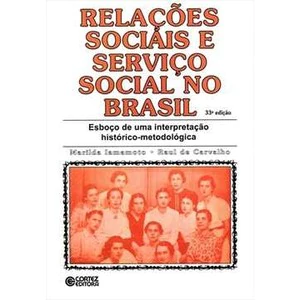 RELAÇÕES
SOCIAIS E
SERVIÇO
SOCIAL NO
BRASIL
33ª edição
Esboço de uma interpretação
histórico-metodológica
Marilda Iamamoto - Raul de Carvalho
CORTEZ
EDITORA